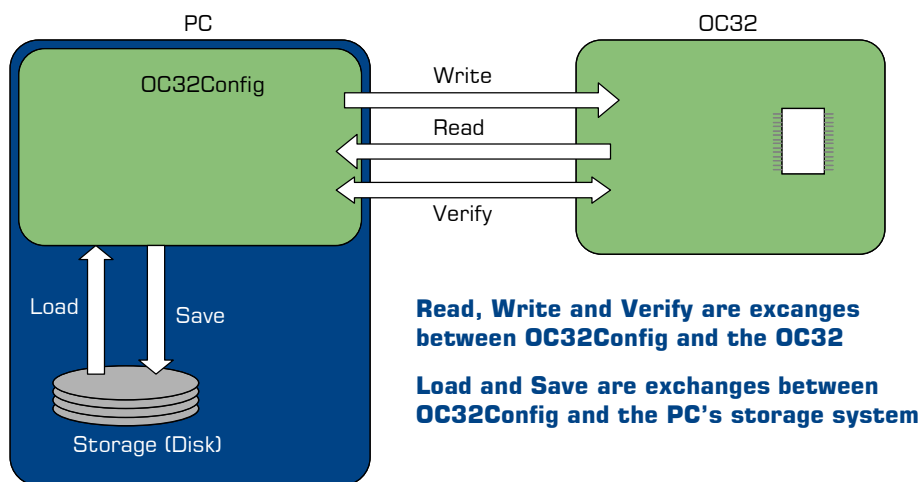 PC
OC32
OC32Config
Write
Read
Verify
Load
Save
Storage (Disk)
Read, Write and Verify are excanges
between OC32Config and the OC32
Load and Save are exchanges between
OC32Config and the PC's storage system